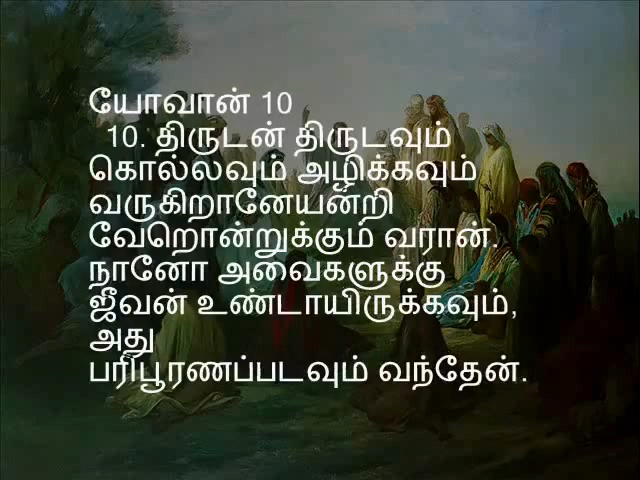 யோவான் 10
10. திருடன் திருடவும்
கொல்லவும் அழிக்கவும்
வருகிறானேயன்றி
வேறொன்றுக்கும் வரான்.
நானோ அவைகளுக்கு
ஜீவன் உண்டாயிருக்கவும்,
அது
பரிபூரணப்படவும் வந்தேன்.